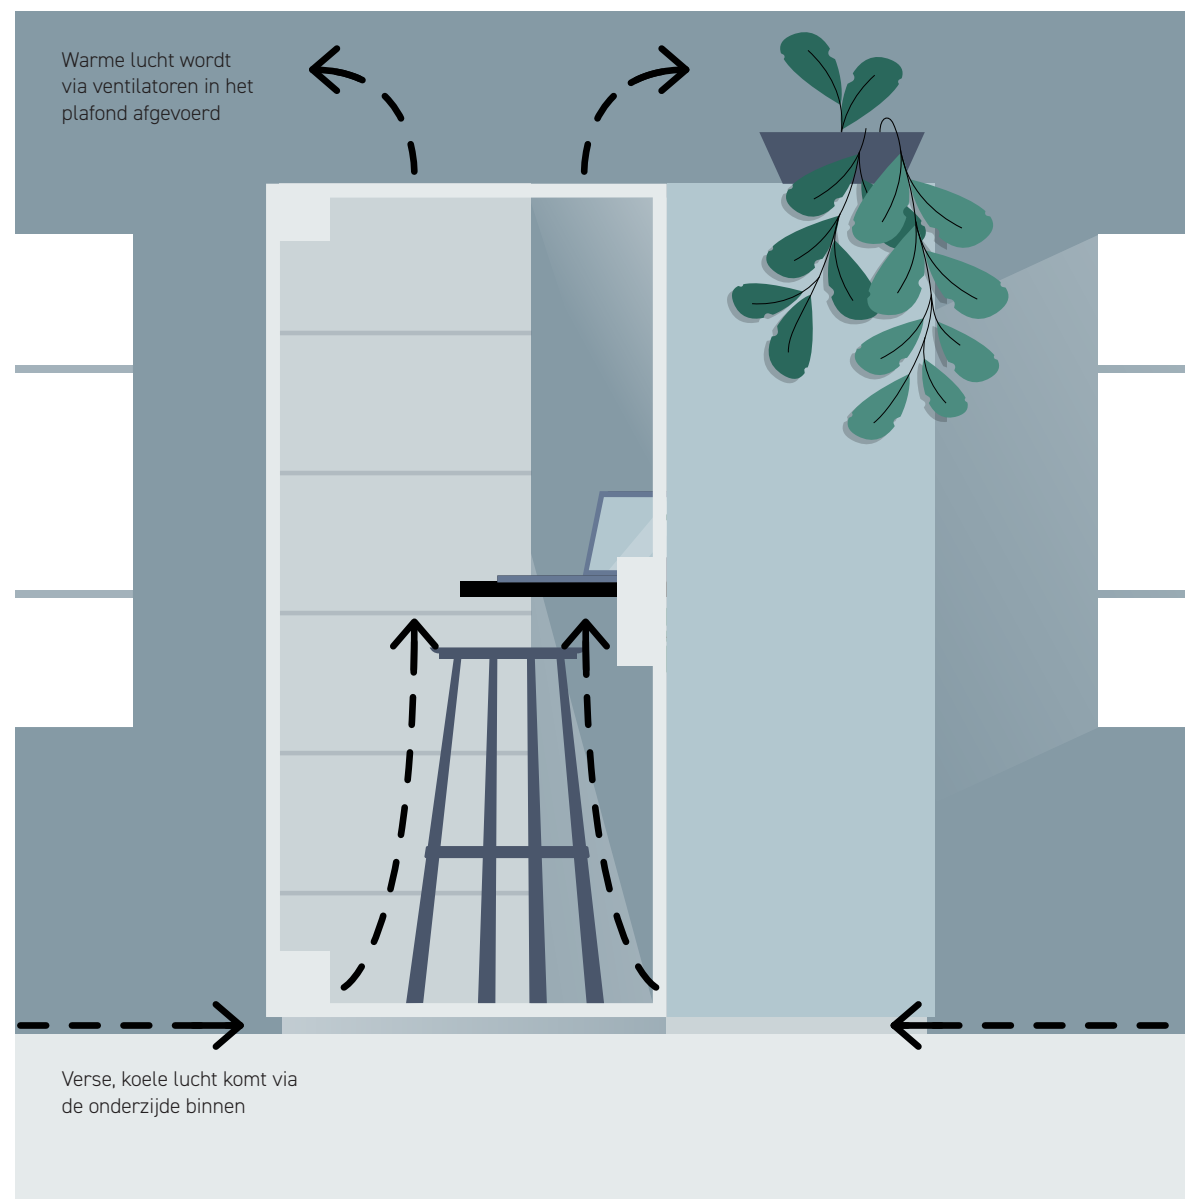 Warme lucht wordt
via ventilatoren in het
plafond afgevoerd
Verse, koele lucht komt via
de onderzijde binnen